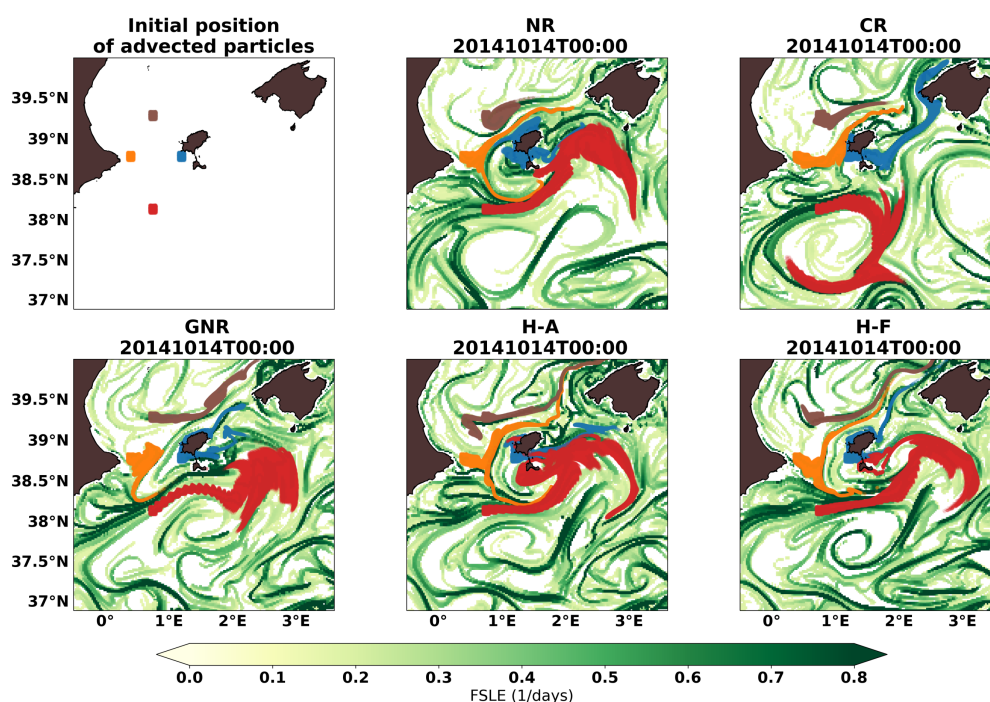 Initial position
of advected particles
NR
20141014T00:00
CR
20141014T00:00
39.5°N
39°N
38.5°N
38°N
37.5°N
37°N
GNR
20141014T00:00
H-A
20141014T00:00
H-F
20141014T00:00
39.5°N
39°N
38.5°N
38°N
37.5°N
37°N
0° 1°E 2°E 3°E
0° 1°E 2°E 3°E
0° 1°E 2°E 3°E
0.0 0.1 0.2 0.3 0.4 0.5 0.6 0.7 0.8
FSLE (1/days)